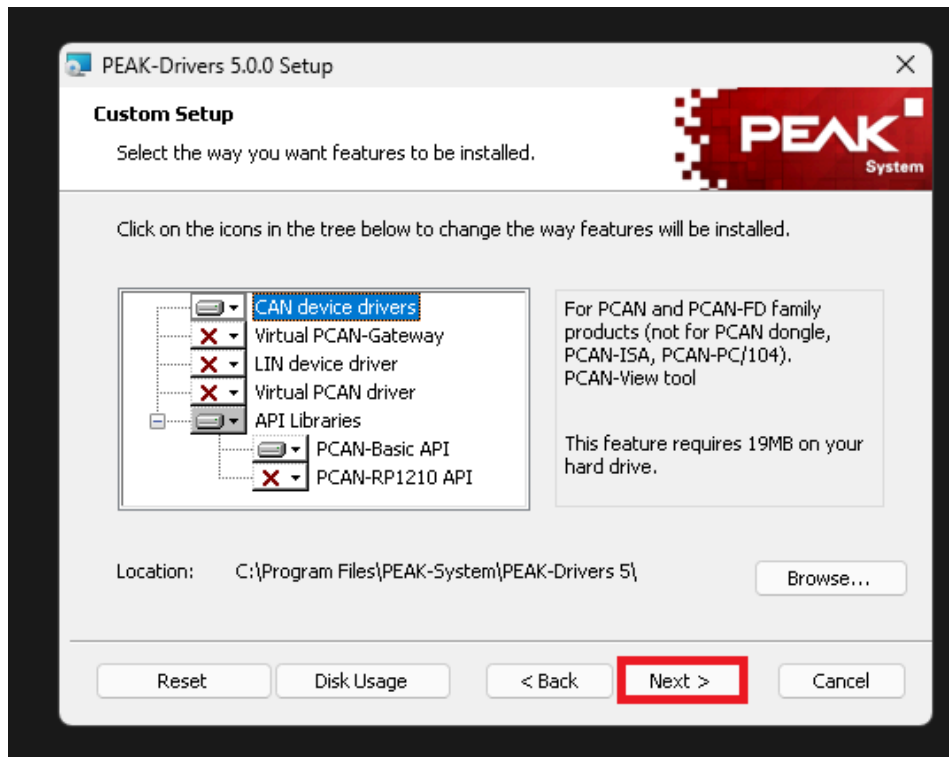 PEAK-Drivers 5.0.0 Setup
Custom Setup
Select the way you want features to be installed.
PEAK
System
Click on the icons in the tree below to change the way features will be installed.
CAN device drivers
Virtual PCAN-Gateway
LIN device driver
Virtual PCAN driver
API Libraries
PCAN-Basic API
PCAN-RP1210 API
For PCAN and PCAN-FD family
products (not for PCAN dongle,
PCAN-ISA, PCAN-PC/104).
PCAN-View tool
This feature requires 19MB on your
hard drive.
Location: C:\Program Files\PEAK-System\PEAK-Drivers 5\
Browse...
Reset Disk Usage < Back Next > Cancel